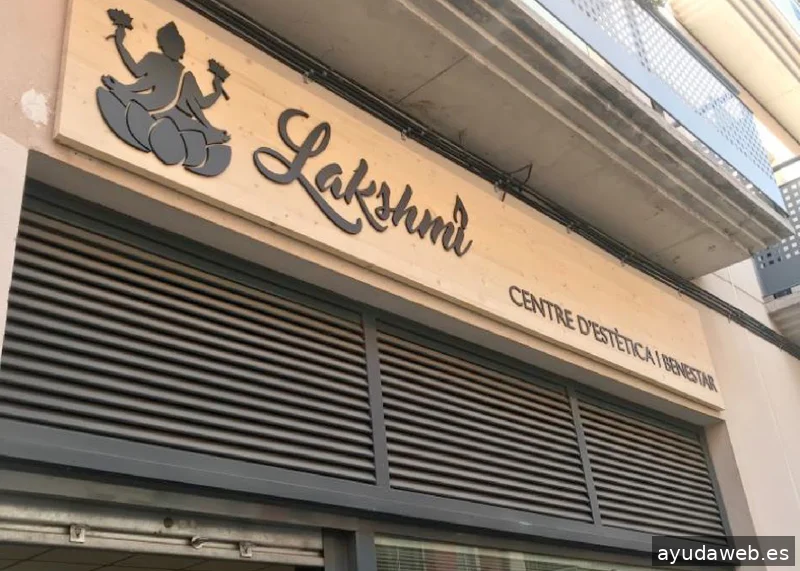 Lakshmi
CENTRE D'ESTÈTICA I BENESTAR
ayudaweb.es